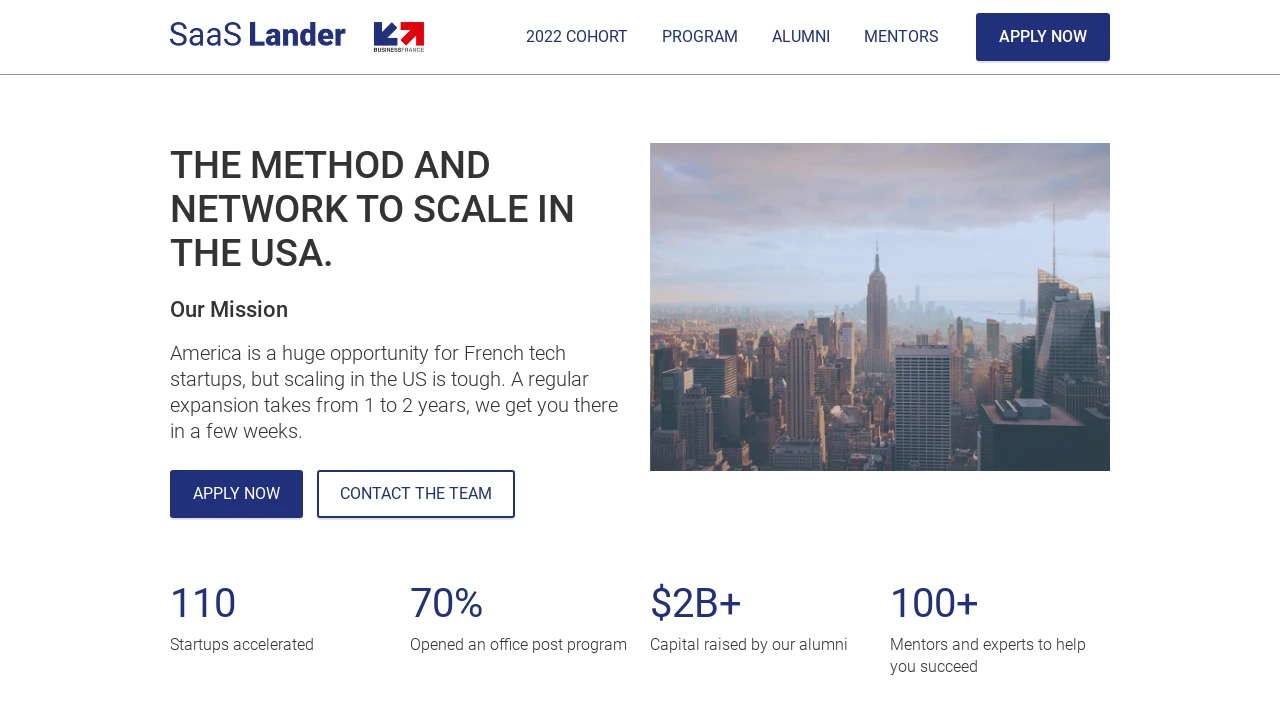 SaaS Lander
BUSINESSFRANCE
2022 COHORT
PROGRAM
ALUMNI
MENTORS
APPLY NOW
THE METHOD AND
NETWORK TO SCALE IN
THE USA.
Our Mission
America is a huge opportunity for French tech
startups, but scaling in the US is tough. A regular
expansion takes from 1 to 2 years, we get you there
in a few weeks.
APPLY NOW
CONTACT THE TEAM
110
Startups accelerated
70%
Opened an office post program
$2B+
Capital raised by our alumni
100+
Mentors and experts to help
you succeed